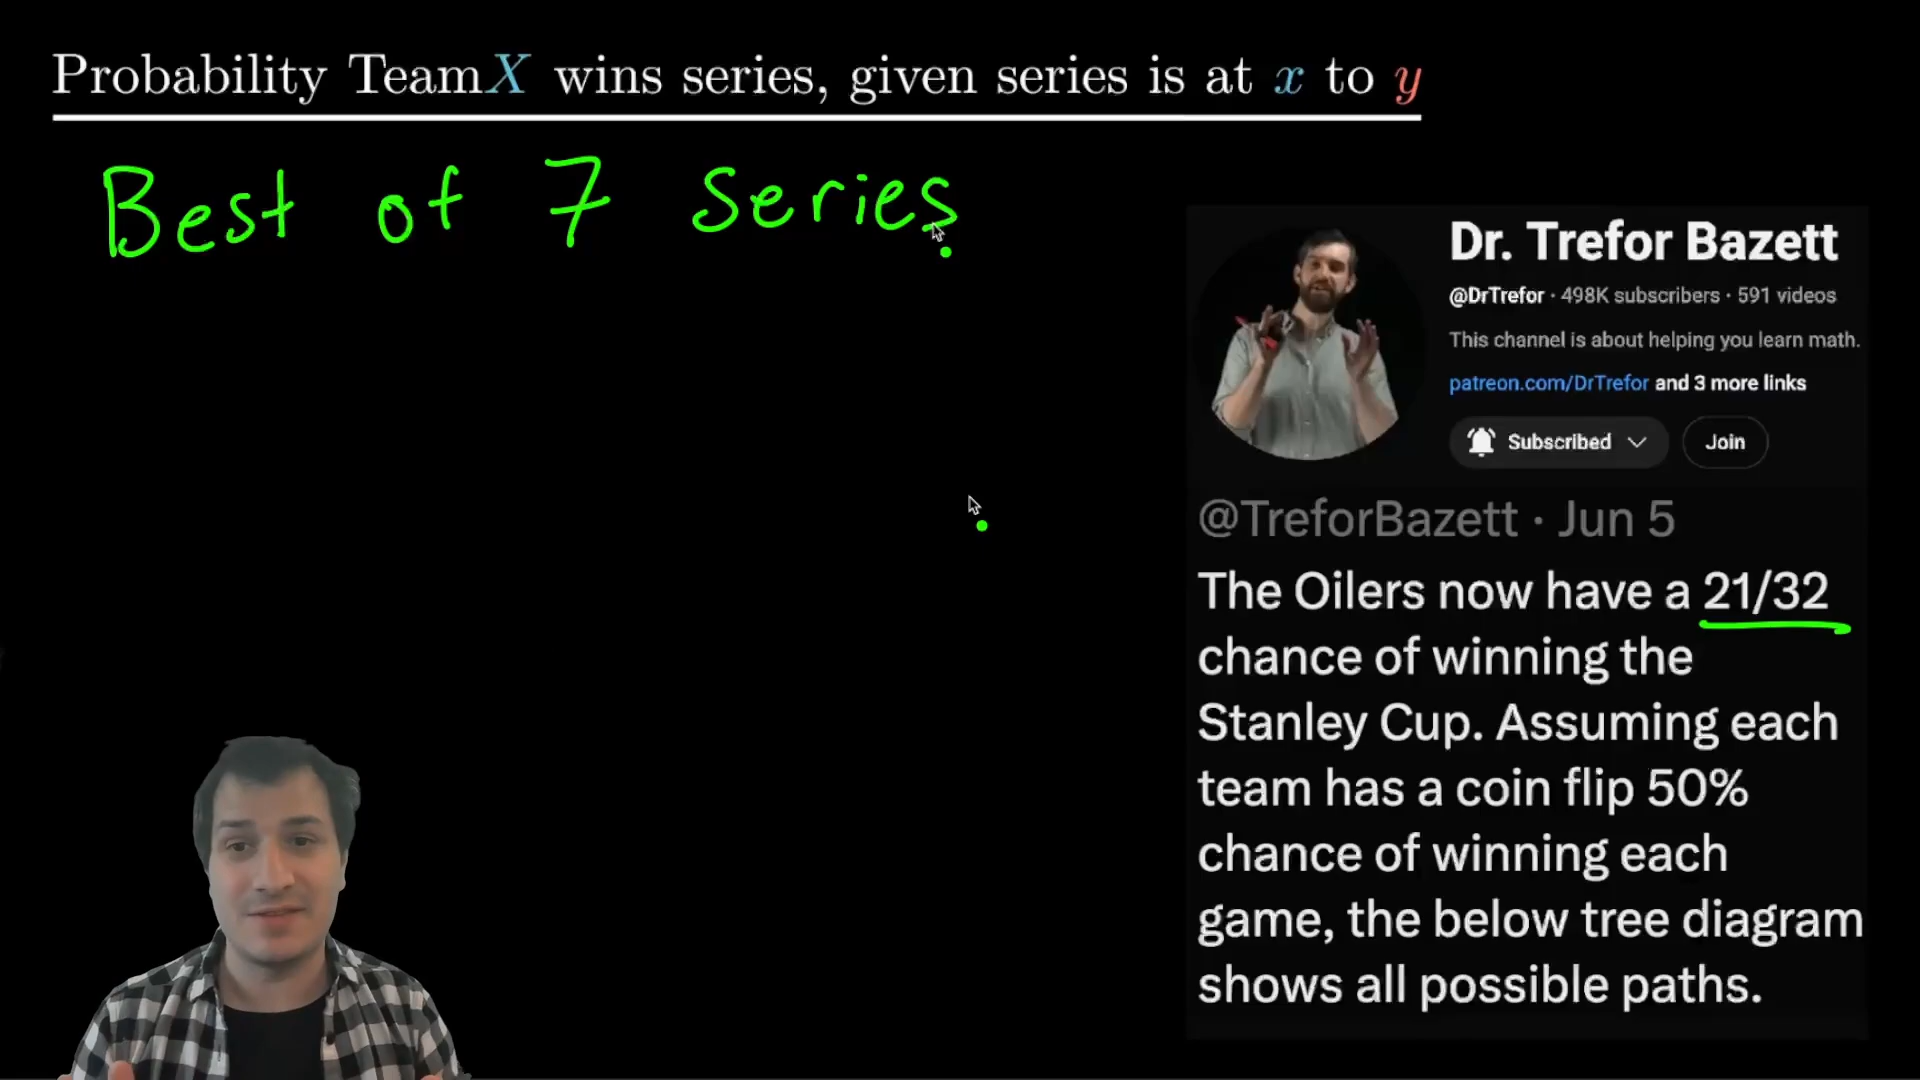 Probability TeamX wins series, given series is at x to y
Best of 7 series
Dr. Trefor Bazett
@DrTrefor · 498K subscribers · 591 videos
This channel is about helping you learn math.
patreon.com/DrTrefor and 3 more links
Subscribed Join
@TreforBazett · Jun 5
The Oilers now have a 21/32
chance of winning the
Stanley Cup. Assuming each
team has a coin flip 50%
chance of winning each
game, the below tree diagram
shows all possible paths.